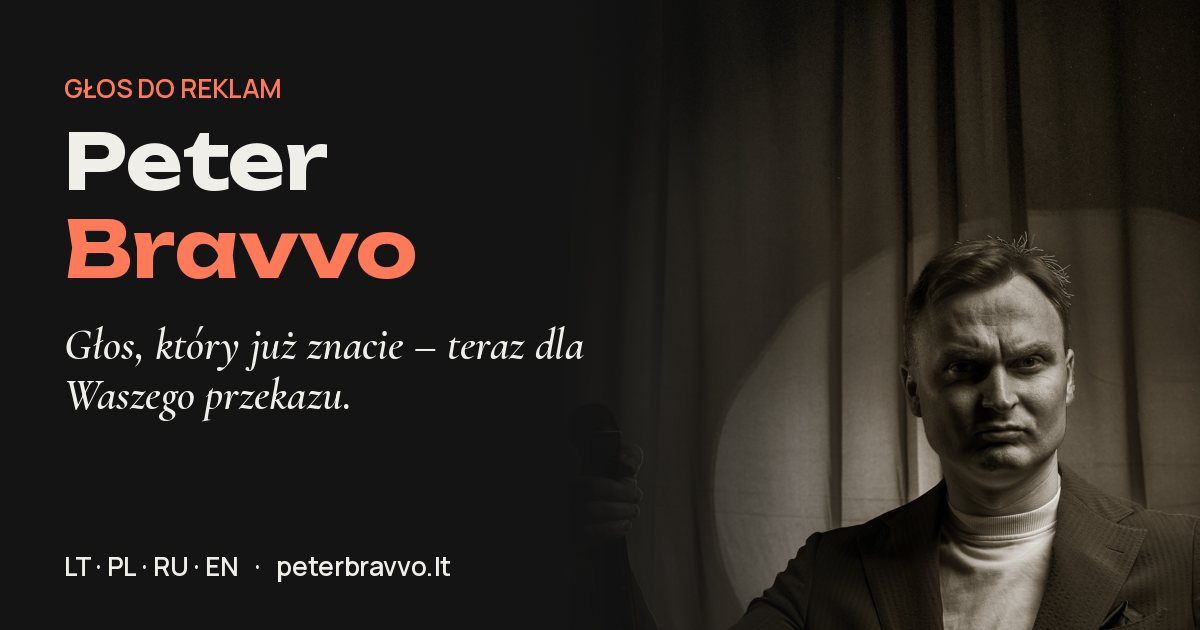 GŁOS DO REKLAM
Peter
Bravvo
Głos, który już znacie – teraz dla
Waszego przekazu.
LT · PL · RU · EN · peterbravvo.lt